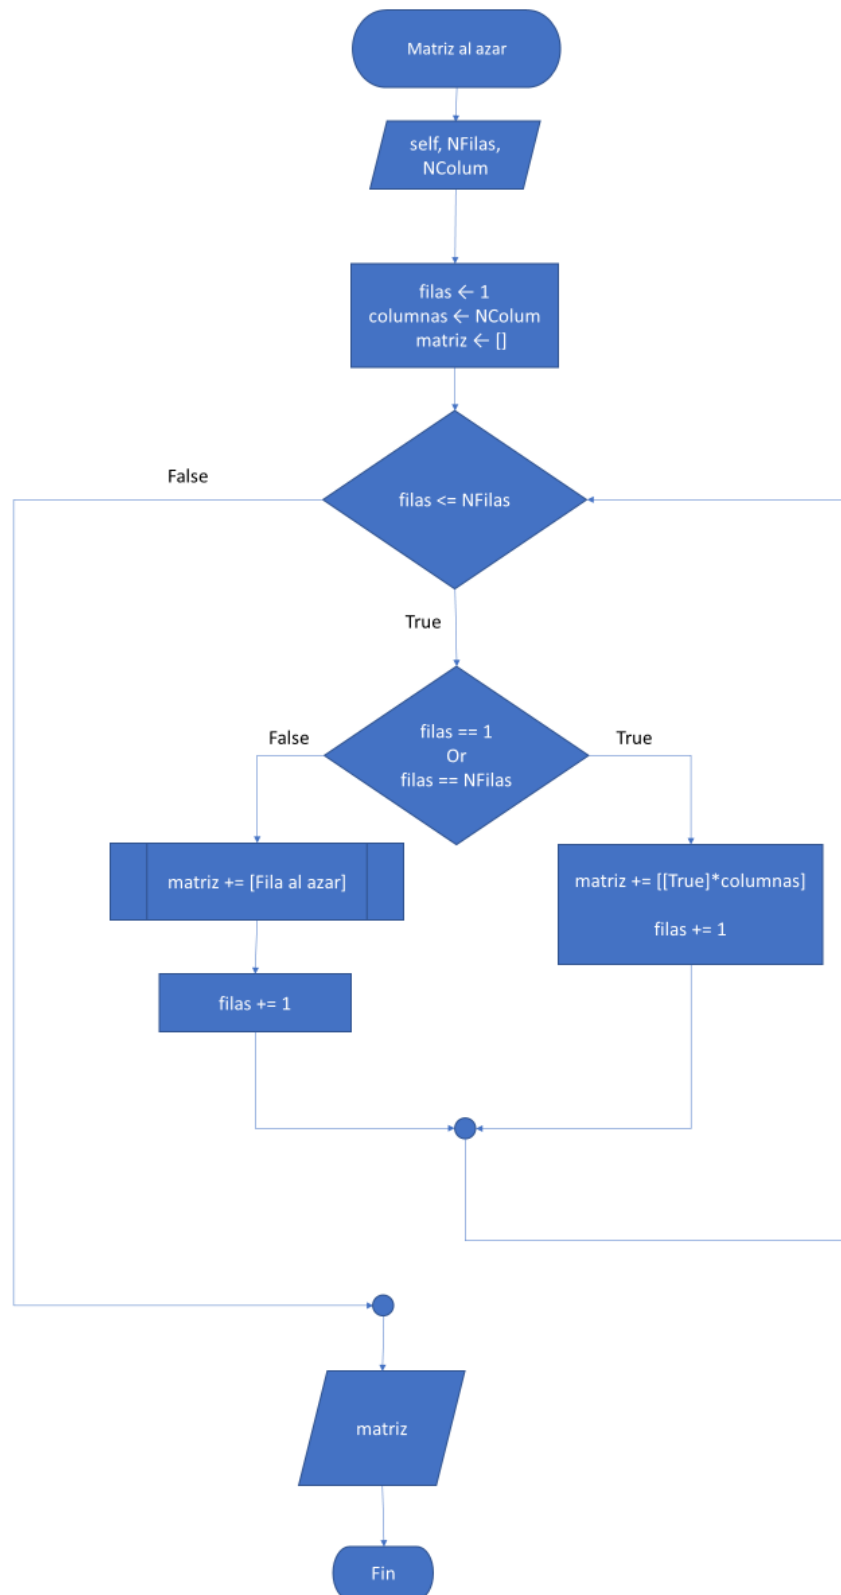 Matriz al azar
self, NFilas,
NColum
filas ← 1
columnas ← NColum
matriz ← []
False
filas <= NFilas
True
False
filas == 1
Or
filas == NFilas
True
matriz += [Fila al azar]
matriz += [[True]*columnas]
filas += 1
filas += 1
matriz
Fin